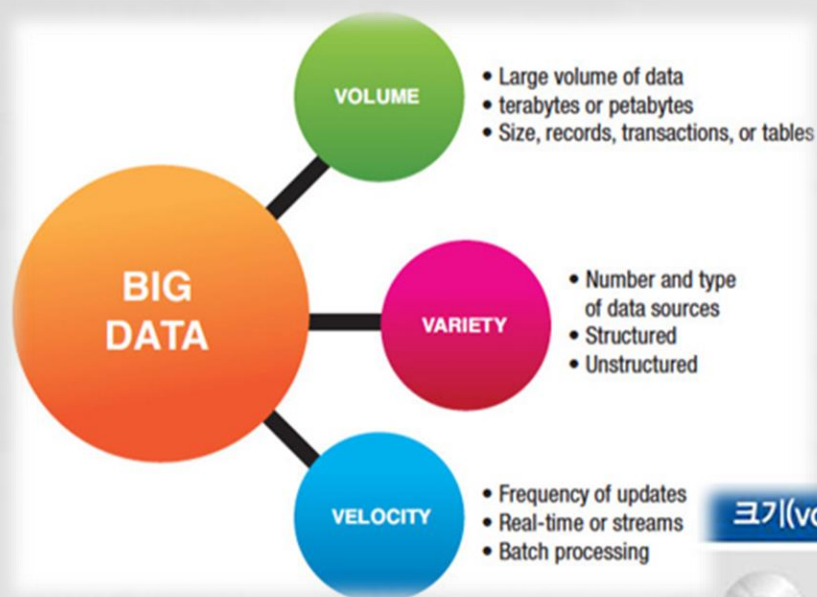 VOLUME
• Large volume of data
• terabytes or petabytes
• Size, records, transactions, or tables
BIG
DATA
VARIETY
• Number and type
of data sources
• Structured
• Unstructured
VELOCITY
• Frequency of updates
• Real-time or streams
• Batch processing
크기(vo